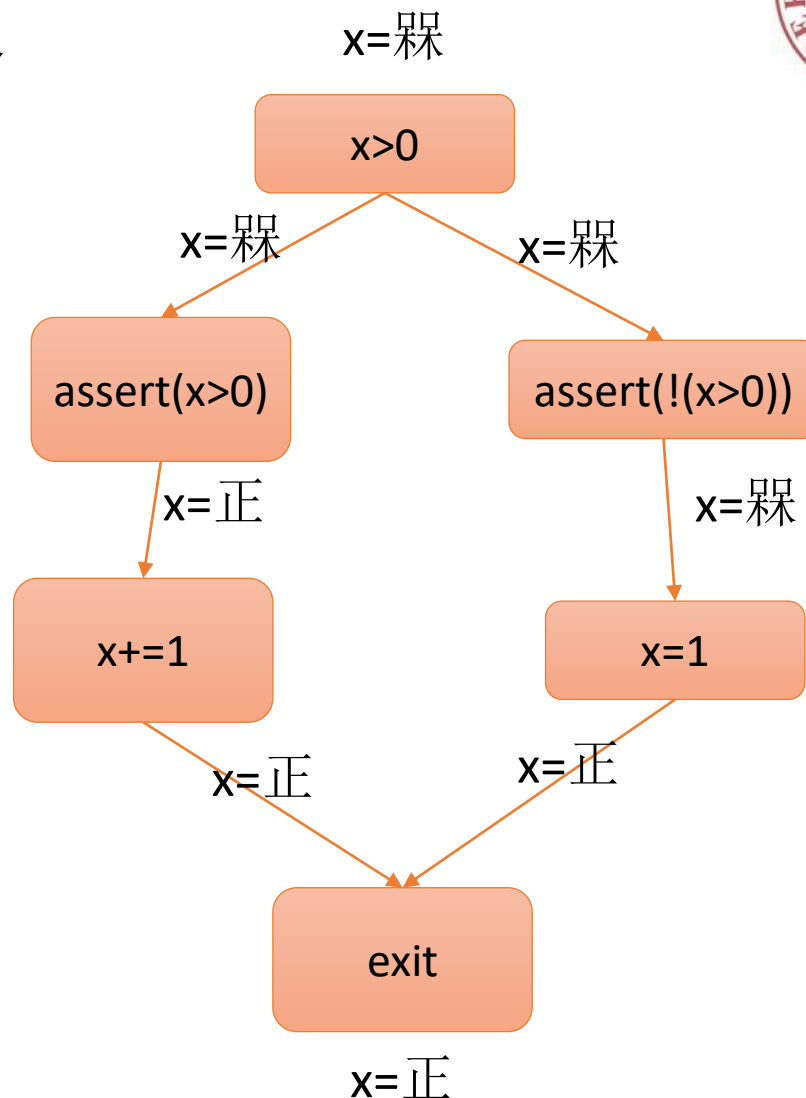 x=槑
x>0
x=槑
x=槑
assert(x>0)
assert(!(x>0))
x=正
x=槑
x+=1
x=1
x=正
x=正
exit
x=正